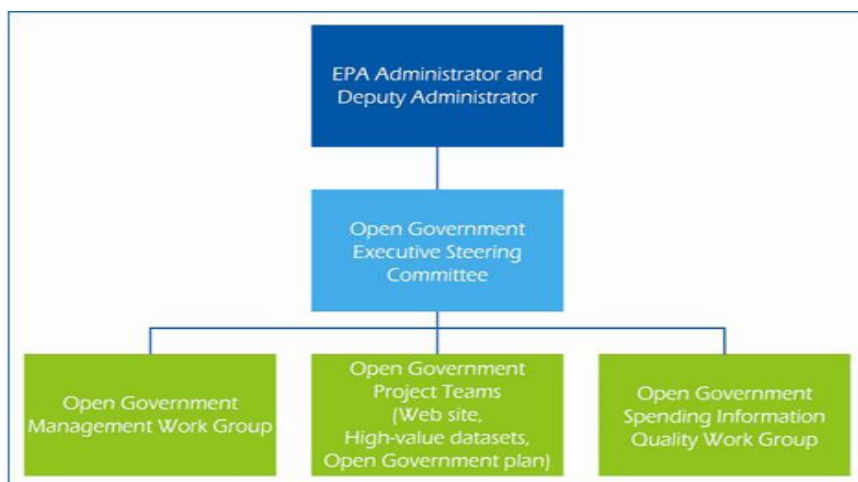 EPA Administrator and
Deputy Administrator
Open Government
Executive Steering
Committee
Open Government
Management Work Group
Open Government
Project Teams
(Web site,
High-value datasets,
Open Government plan)
Open Government
Spending Information
Quality Work Group